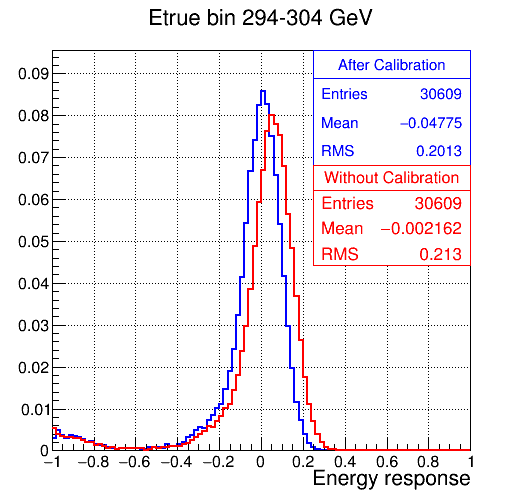 Etrue bin 294-304 GeV
After Calibration
Entries 30609
Mean −0.04775
RMS 0.2013
Without Calibration
Entries 30609
Mean −0.002162
RMS 0.213
0.09
0.08
0.07
0.06
0.05
0.04
0.03
0.02
0.01
0
−1 −0.8 −0.6 −0.4 −0.2 0 0.2 0.4 0.6 0.8 1
Energy response